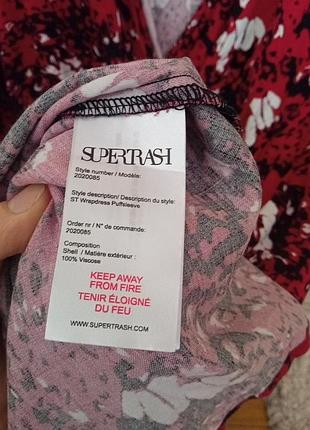 SUPERTRASH
Style number / Modéle:
2020085
Style description/ Description du style:
ST Wrapdress Puffsleeve
Order nr / N° de commande:
2020085
Composition
Shell / Matière extérieur :
100% Viscose
KEEP AWAY
FROM FIRE
TENIR ÉLOIGNÉ
DU FEU
WWW.SUPERTRASH.COM